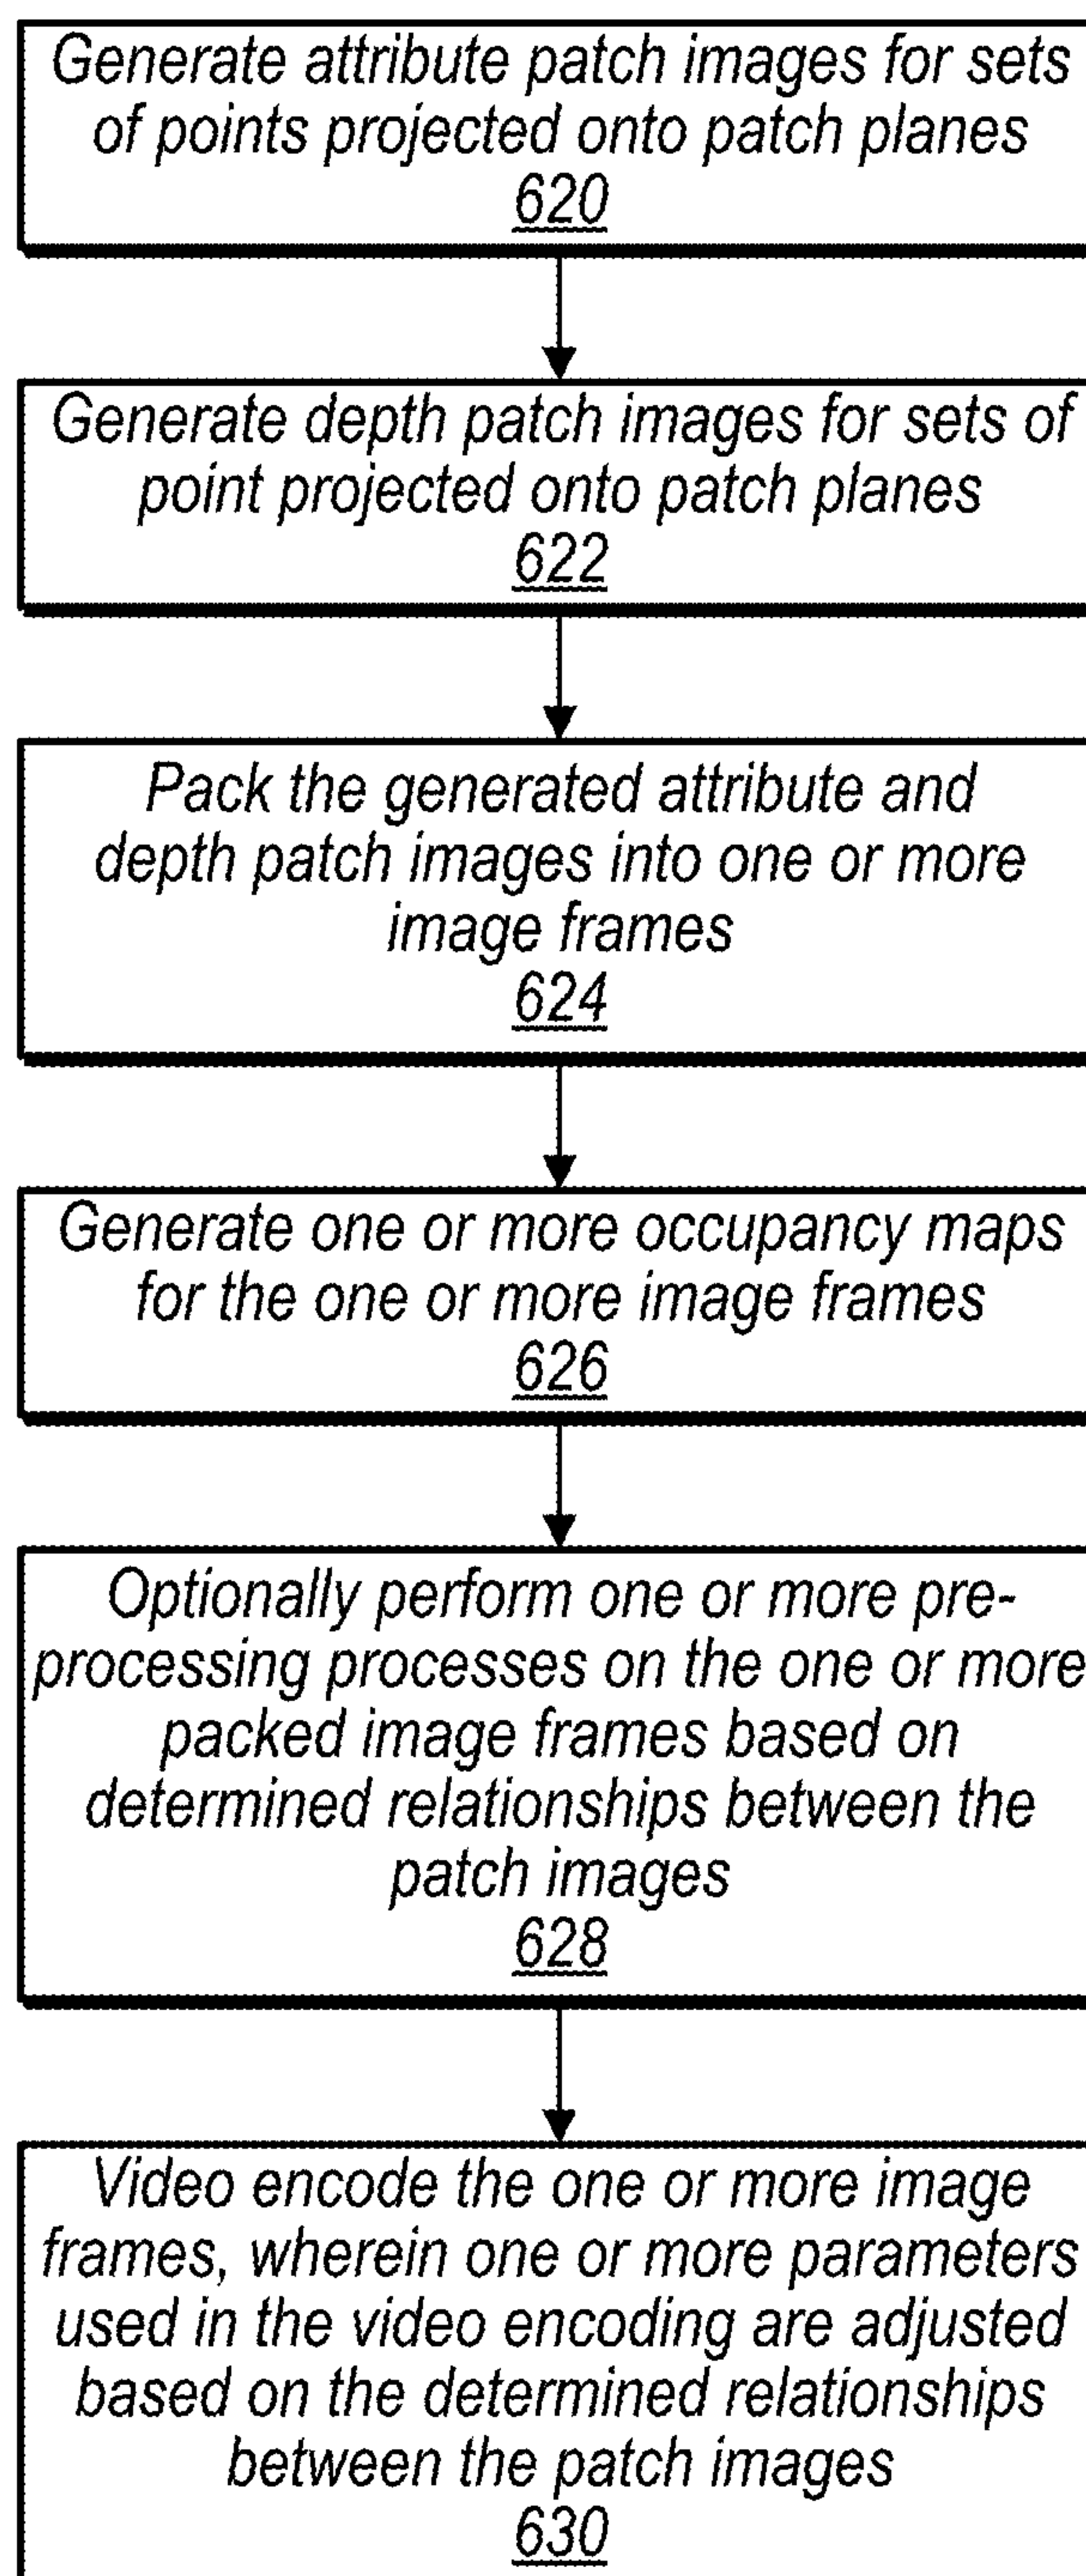 Generate attribute patch images for sets
of points projected onto patch planes
620
Generate depth patch images for sets of
point projected onto patch planes
622
Pack the generated attribute and
depth patch images into one or more
image frames
624
Generate one or more occupancy maps
for the one or more image frames
626
Optionally perform one or more pre-
processing processes on the one or more
packed image frames based on
determined relationships between the
patch images
628
Video encode the one or more image
frames, wherein one or more parameters
used in the video encoding are adjusted
based on the determined relationships
between the patch images
630